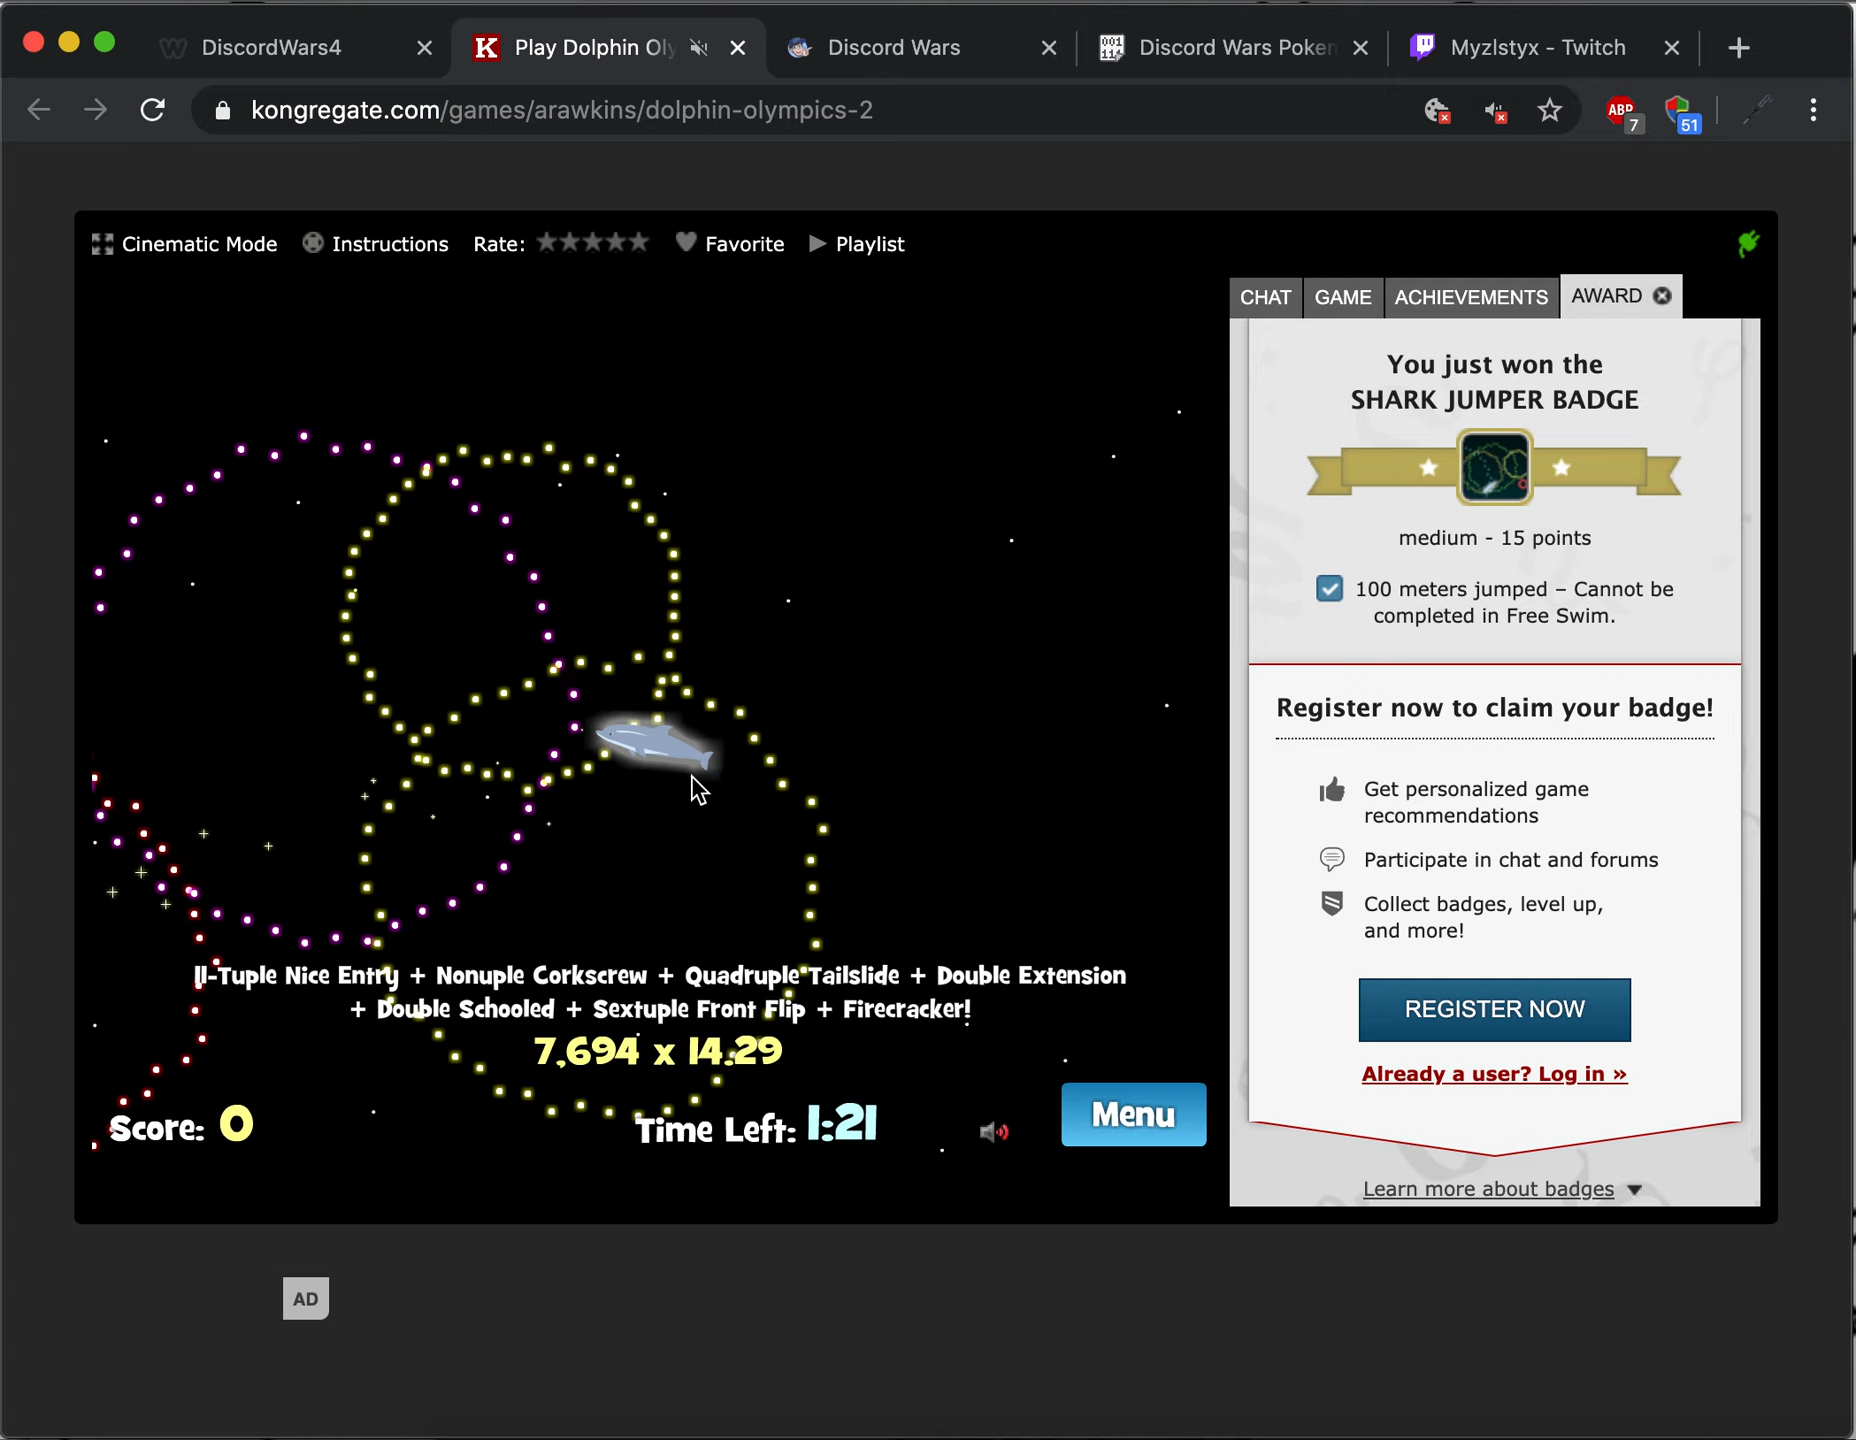 DiscordWars4
Play Dolphin Oly
Discord Wars
Discord Wars Poken
Myzlstyx - Twitch
kongregate.com/games/arawkins/dolphin-olympics-2
ABP
7
51
Cinematic Mode
Instructions
Rate:
Favorite
Playlist
CHAT
GAME
ACHIEVEMENTS
AWARD
You just won the
SHARK JUMPER BADGE
medium - 15 points
100 meters jumped – Cannot be
completed in Free Swim.
Register now to claim your badge!
Get personalized game
recommendations
Participate in chat and forums
Collect badges, level up,
and more!
REGISTER NOW
Already a user? Log in »
Learn more about badges
11-Tuple Nice Entry + Nonuple Corkscrew + Quadruple Tailslide + Double Extension
+ Double Schooled + Sextuple Front Flip + Firecracker!
7,694 x 14.29
Score: 0
Time Left: 1:21
Menu
AD